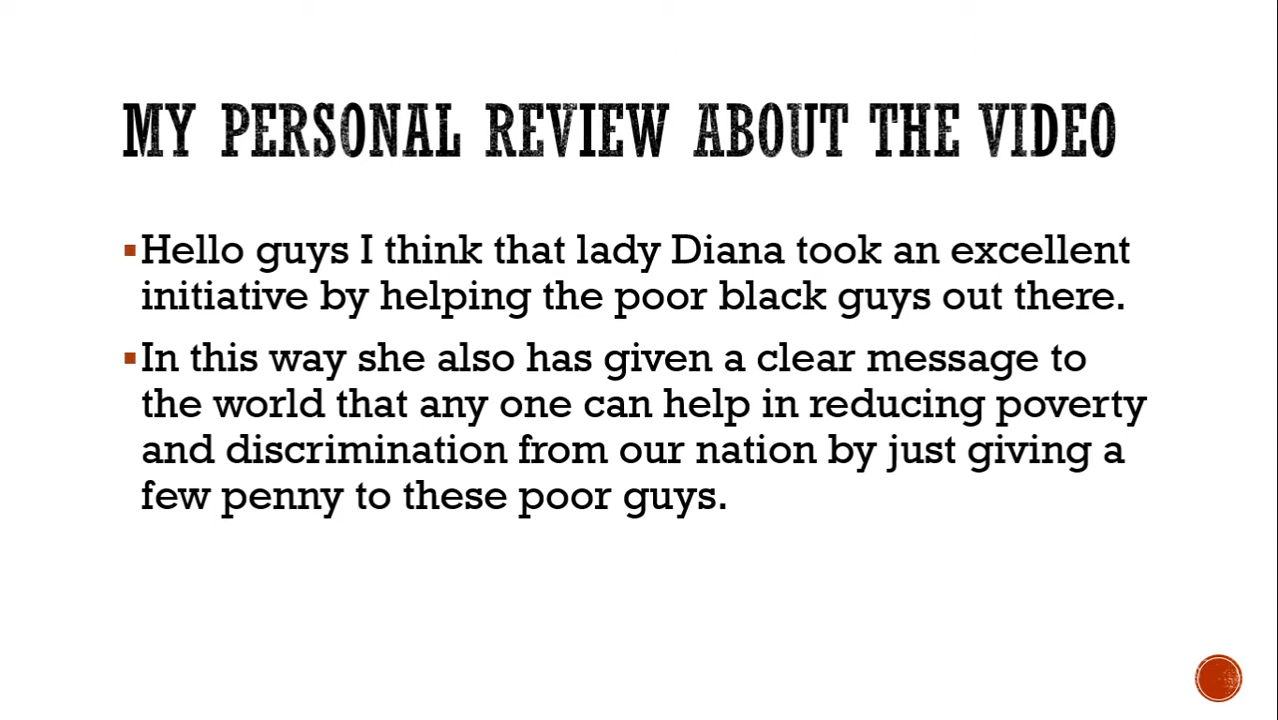 MY PERSONAL REVIEW ABOUT THE VIDEO
▪Hello guys I think that lady Diana took an excellent
initiative by helping the poor black guys out there.
▪In this way she also has given a clear message to
the world that any one can help in reducing poverty
and discrimination from our nation by just giving a
few penny to these poor guys.